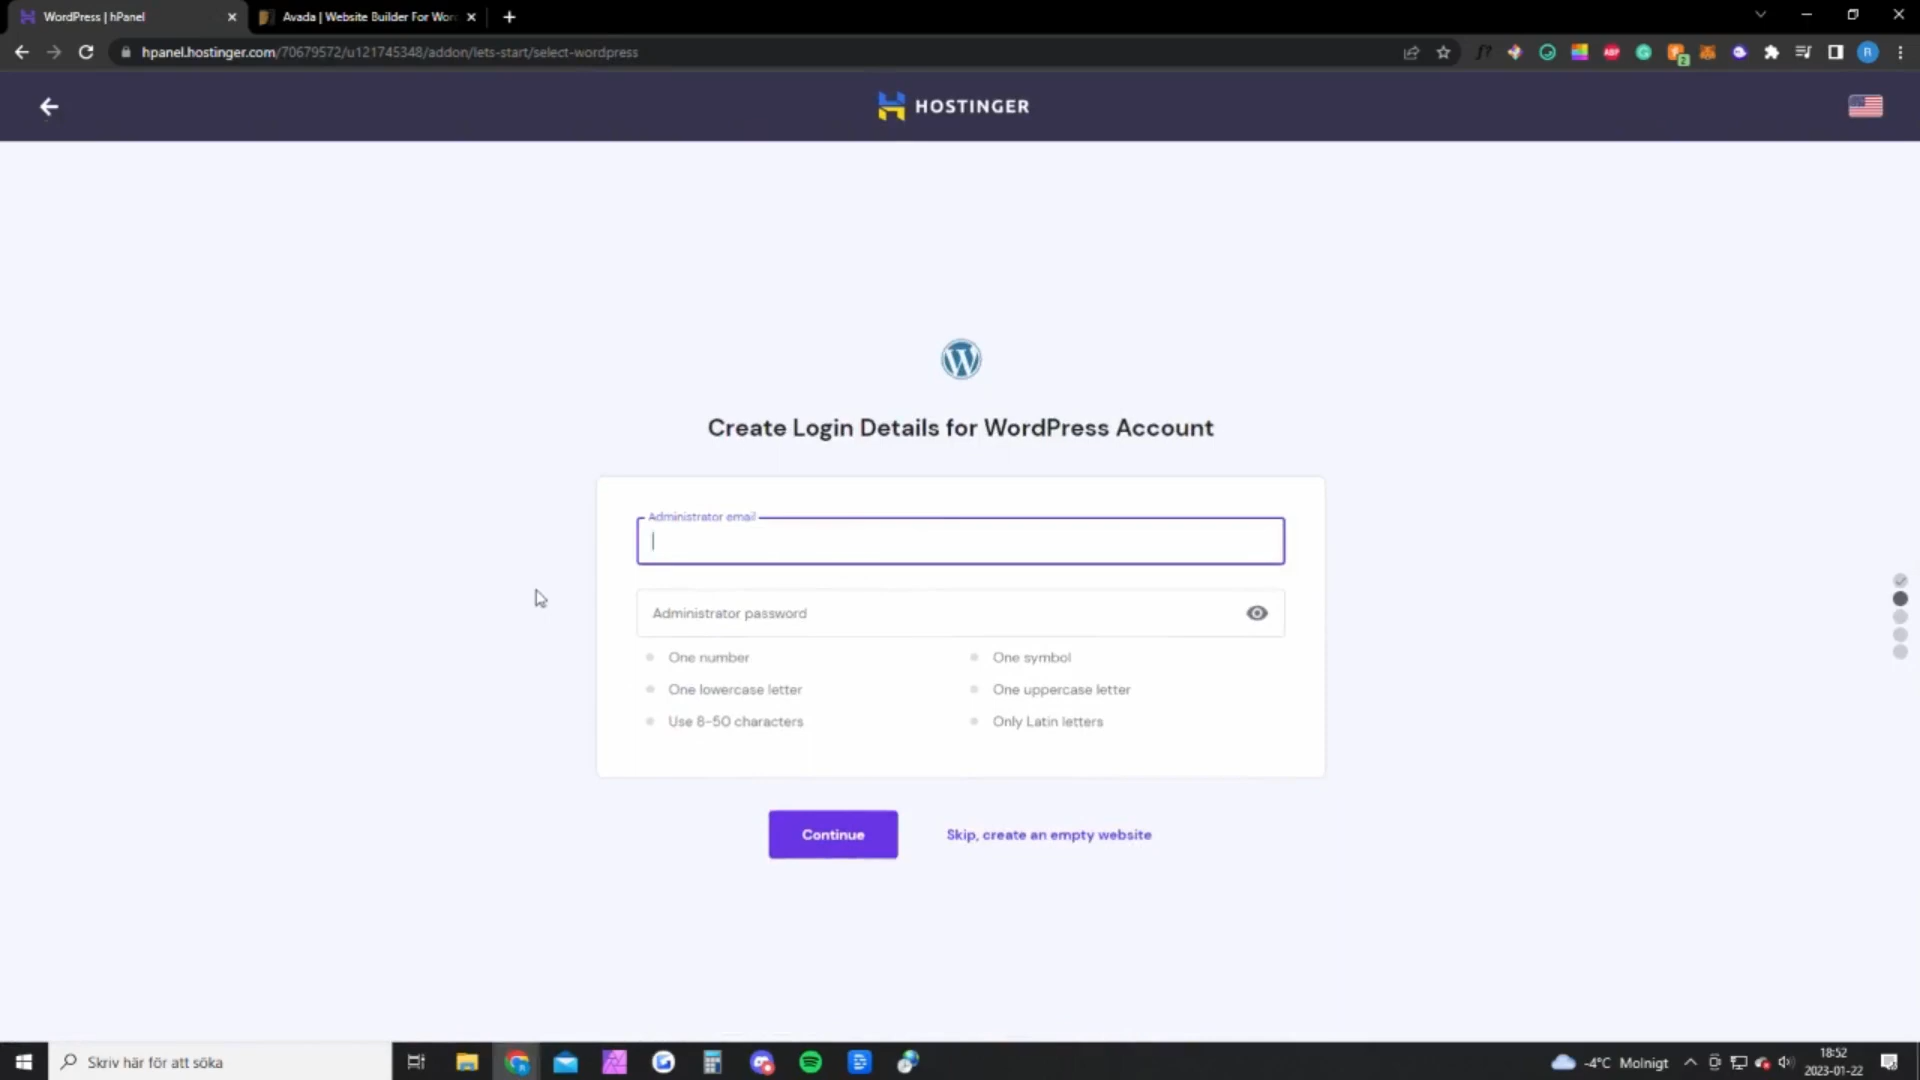 WordPress | hPanel
Avada | Website Builder For Wor
hpanel.hostinger.com/70679572/u121745348/addon/lets-start/select-wordpress
f?
ABP
2
R
HOSTINGER
Create Login Details for WordPress Account
Administrator email
Administrator password
One number
One symbol
One lowercase letter
One uppercase letter
Use 8-50 characters
Only Latin letters
Continue
Skip, create an empty website
Skriv här för att söka
-4°C Molnigt
18:52
2023-01-22